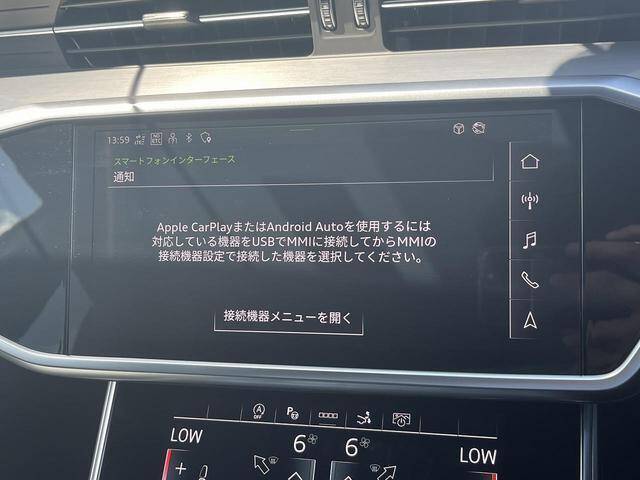 13:59
NO
ETC
スマートフォンインターフェース
通知
Apple CarPlayまたはAndroid Autoを使用するには
対応している機器をUSBでMMIに接続してからMMIの
接続機器設定で接続した機器を選択してください。
接続機器メニューを開く
A
OFF
P
LOW
6
6
LOW
+